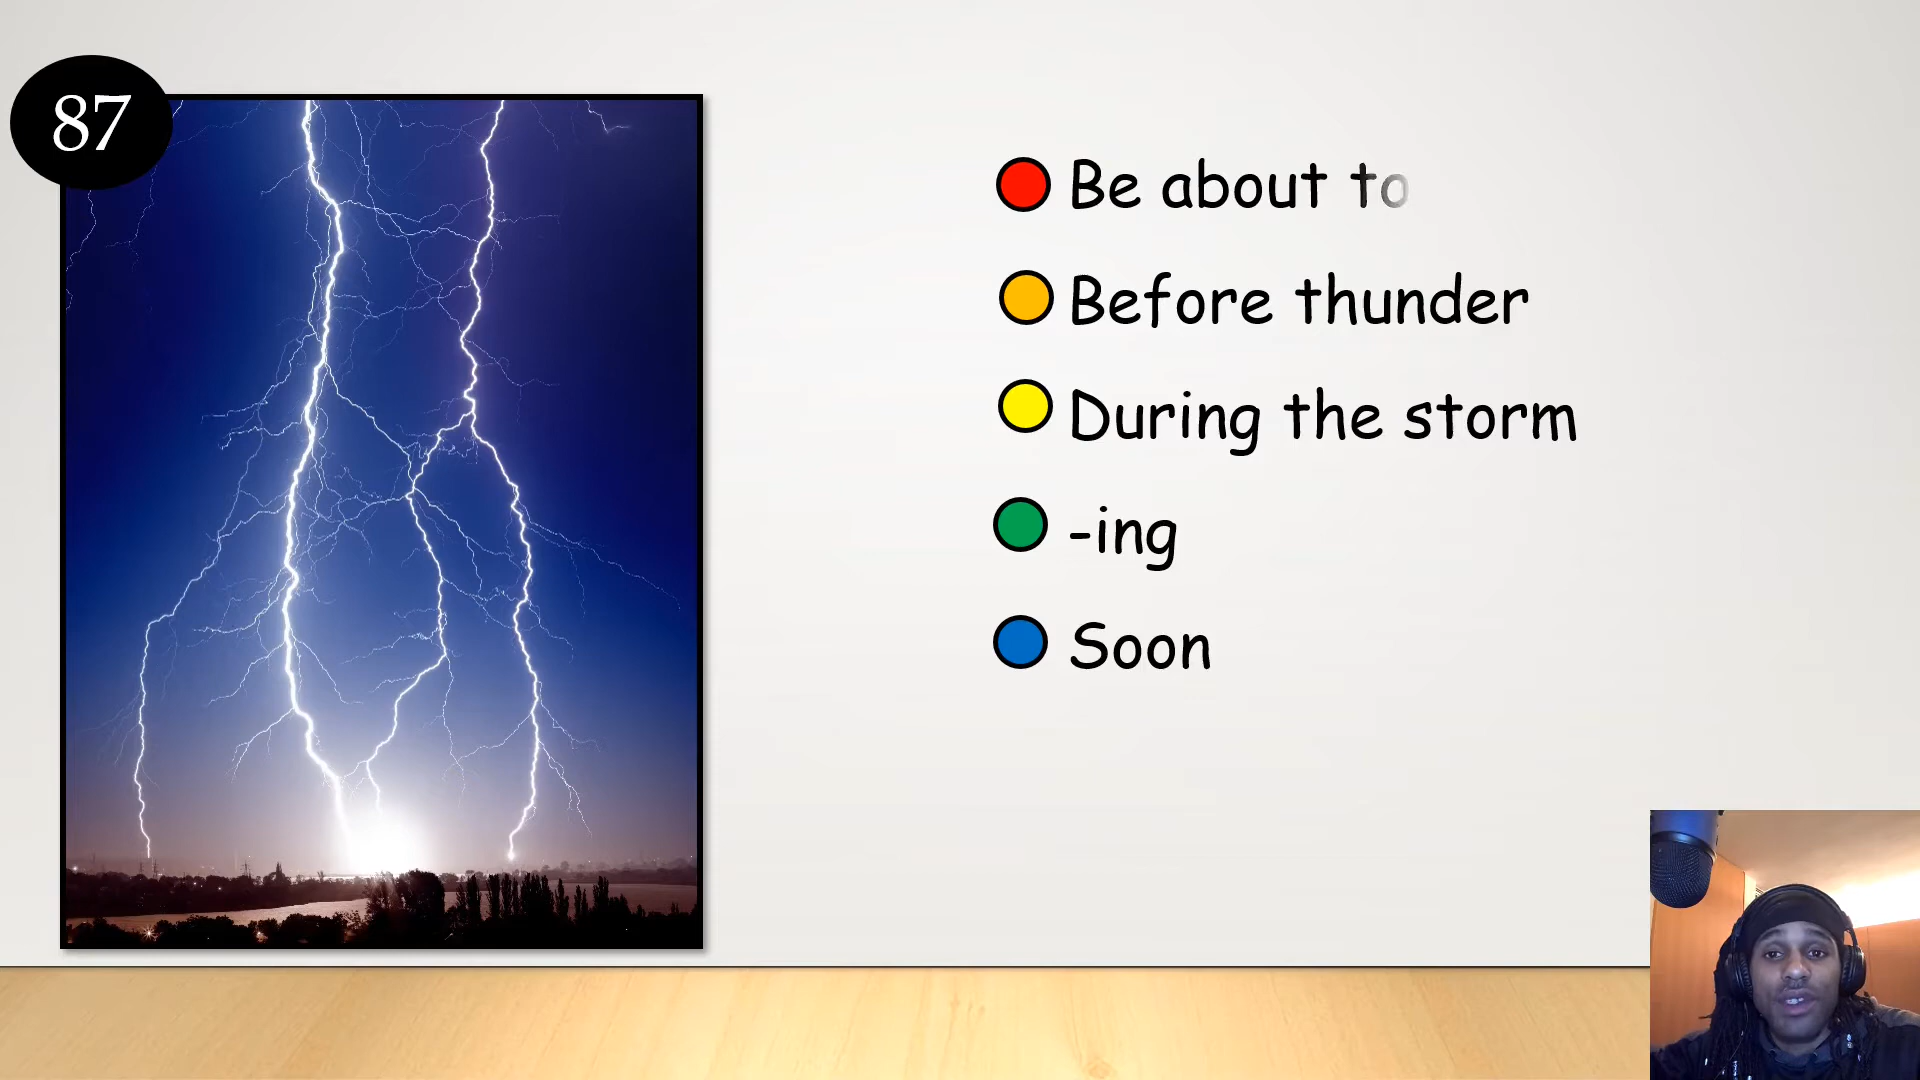 87
Be about to
Before thunder
During the storm
-ing
Soon